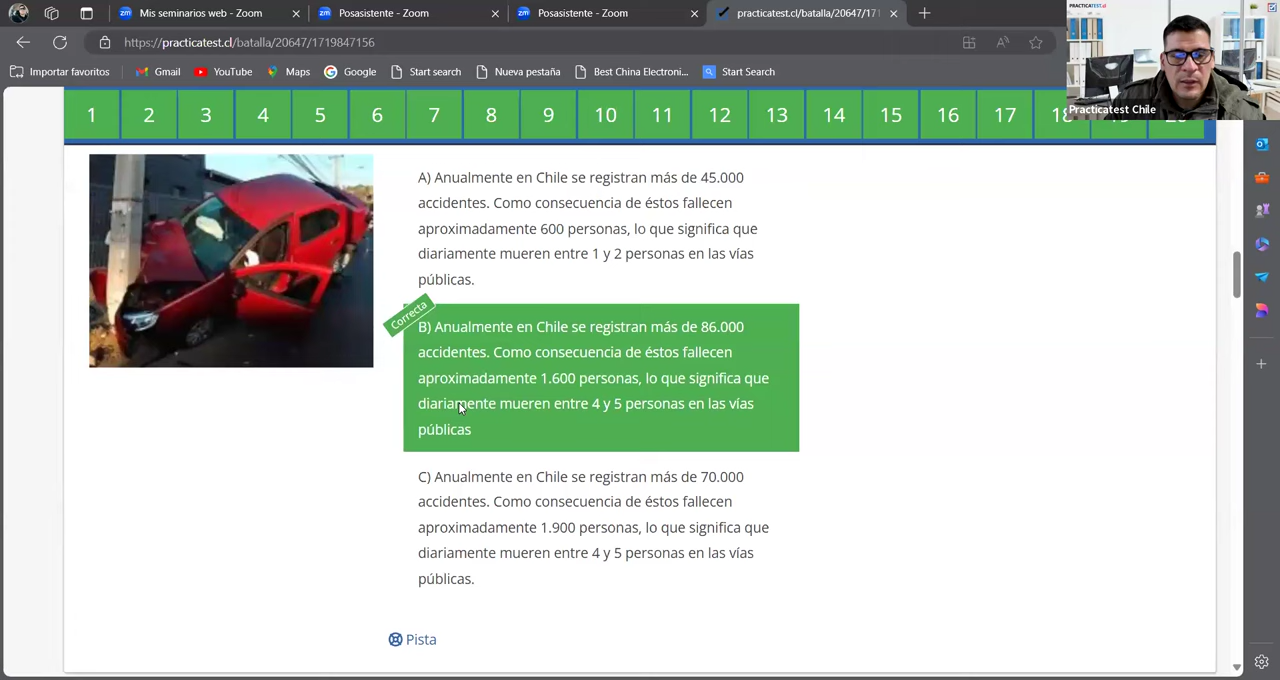 Mis seminarios web - Zoom
Posasistente - Zoom
Posasistente - Zoom
practicatest.cl/batalla/20647/171
https://practicatest.cl/batalla/20647/1719847156
Importar favoritos
Gmail
YouTube
Maps
Google
Start search
Nueva pestaña
Best China Electroni...
Start Search
PRACTICATEST.cl
Practicatest Chile
1 2 3 4 5 6 7 8 9 10 11 12 13 14 15 16 17 18
A) Anualmente en Chile se registran más de 45.000
accidentes. Como consecuencia de éstos fallecen
aproximadamente 600 personas, lo que significa que
diariamente mueren entre 1 y 2 personas en las vías
públicas.
Correcta
B) Anualmente en Chile se registran más de 86.000
accidentes. Como consecuencia de éstos fallecen
aproximadamente 1.600 personas, lo que significa que
diariamente mueren entre 4 y 5 personas en las vías
públicas
C) Anualmente en Chile se registran más de 70.000
accidentes. Como consecuencia de éstos fallecen
aproximadamente 1.900 personas, lo que significa que
diariamente mueren entre 4 y 5 personas en las vías
públicas.
Pista